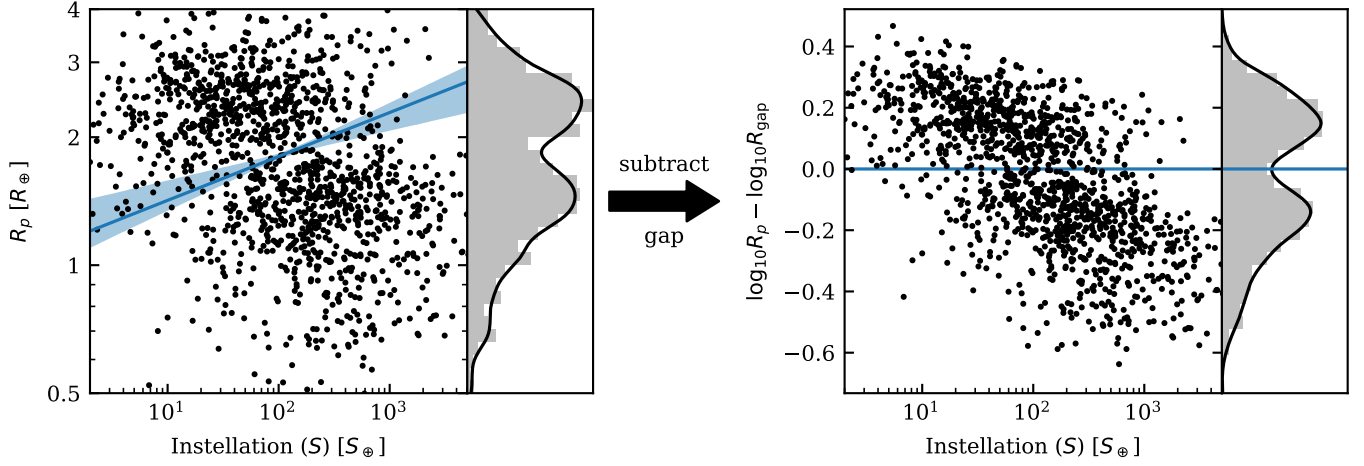 4
3
2
1
0.5
R_p [R_⊕]
10^1
10^2
10^3
Instellation (S) [S_⊕]
subtract
gap
0.4
0.2
0.0
−0.2
−0.4
−0.6
log_10 R_p − log_10 R_gap
10^1
10^2
10^3
Instellation (S) [S_⊕]